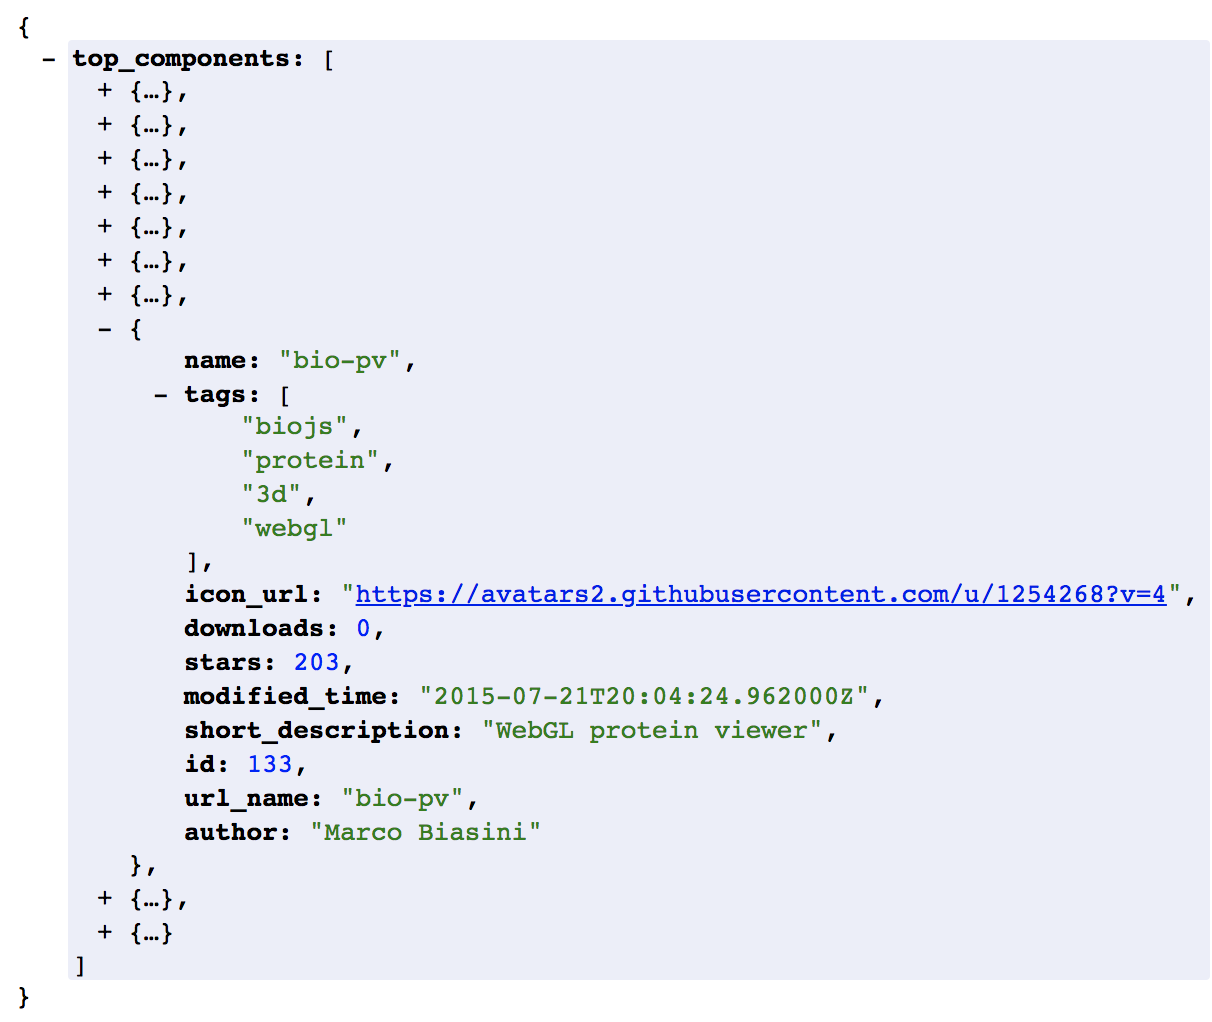 {
- top_components: [
+ {…},
+ {…},
+ {…},
+ {…},
+ {…},
+ {…},
+ {…},
- {
name: "bio-pv",
- tags: [
"biojs",
"protein",
"3d",
"webgl"
],
icon_url: "https://avatars2.githubusercontent.com/u/1254268?v=4",
downloads: 0,
stars: 203,
modified_time: "2015-07-21T20:04:24.962000Z",
short_description: "WebGL protein viewer",
id: 133,
url_name: "bio-pv",
author: "Marco Biasini"
},
+ {…},
+ {…}
]
}